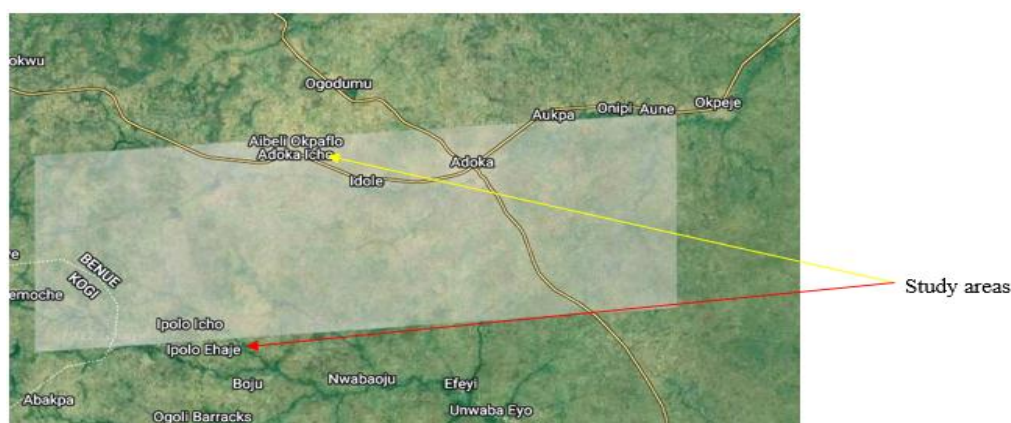 okwu
Ogodumu
Okpeje
Onipi Aune
Aukpa
Aibeli Okpaflo
Adoka Icho
Adoka
Idole
e
BENUE
KOGI
emoche
Study areas
Ipolo Icho
Ipolo Ehaje
Boju
Nwabaoju
Efeyi
Abakpa
Ogoli Barracks
Unwaba Eyo